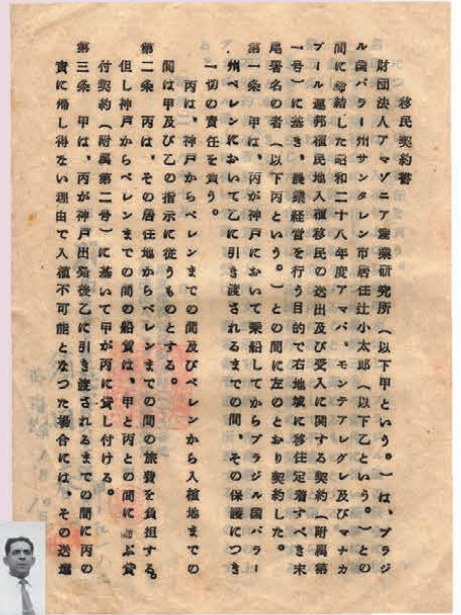 移民契約書
財団法人アマゾニア産業研究所(以下甲という。)は、ブラジ
ル国パラー州サンタレン市居住辻小太郎(以下乙という。)との
間に締結した昭和二十八年度アマパ、モンテアレグレ及びマナカ
プール連邦植民地入植移民の送出及び受入に関する契約(附属第
一号)に基き、農業経営を行う目的で右地域に移住定着すべき末
尾署名の者(以下丙という。)との間に左のとおり契約した。
第一条 甲は、丙が神戸において乗船してからブラジル国パラー
州ベレンにおいて乙に引き渡されるまでの間、その保護につき
一切の責任を負う。
丙は、神戸からベレンまでの間及びベレンから入植地までの
間は甲及び乙の指示に従うものとする。
第二条 丙は、その居住地からベレンまでの間の旅費を負担する。
但し神戸からベレンまでの間の船賃は、甲と丙との間に結ぶ貸
付契約(附属第二号)に基いて甲が丙に貸し付ける。
第三条 甲は、丙が神戸出発後乙に引き渡されるまでの間に丙の
責に帰し得ない理由で入植不可能となつた場合には、その送還